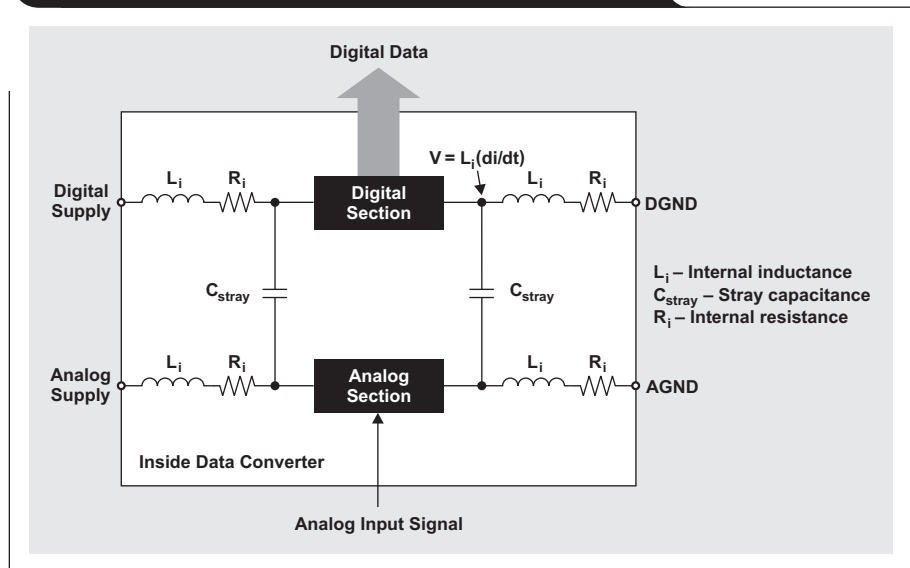 Digital Data
V = Li(di/dt)
Li
Ri
Digital
Supply
Digital
Section
Li
Ri
DGND
Cstray
Cstray
Li – Internal inductance
Cstray – Stray capacitance
Ri – Internal resistance
Li
Ri
Analog
Supply
Analog
Section
Li
Ri
AGND
Inside Data Converter
Analog Input Signal